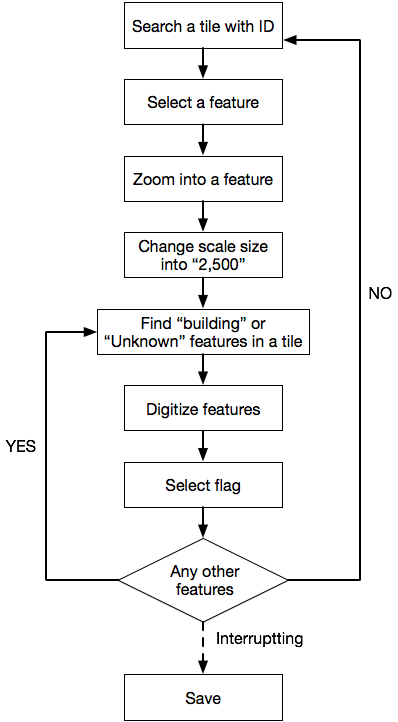 Search a tile with ID
Select a feature
Zoom into a feature
Change scale size
into “2,500”
NO
Find “building” or
“Unknown” features in a tile
Digitize features
YES
Select flag
Any other
features
Interruptting
Save